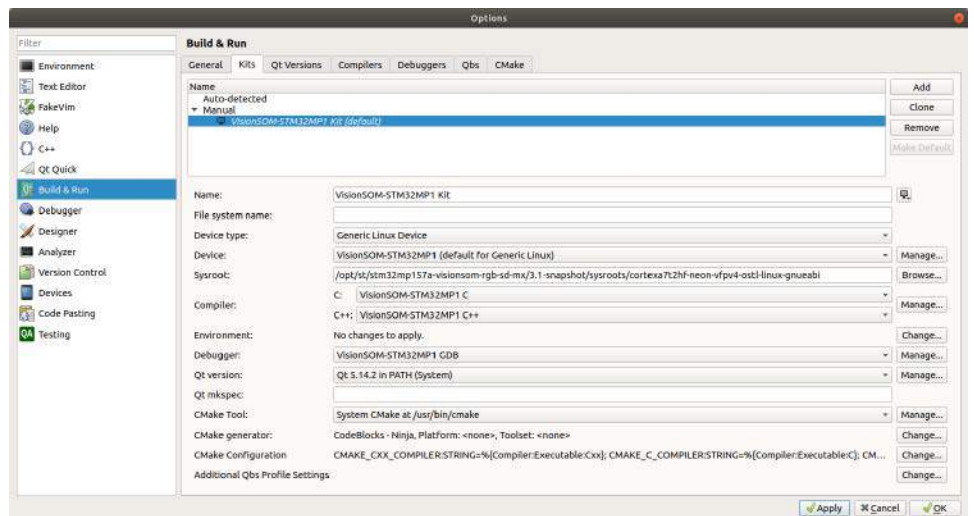 Options
Filter
Environment
Text Editor
FakeVim
Help
C++
Qt Quick
Build & Run
Debugger
Designer
Analyzer
Version Control
Devices
Code Pasting
QA Testing
Build & Run
General Kits Qt Versions Compilers Debuggers Qbs CMake
Name
Auto-detected
Manual
VisionSOM-STM32MP1 Kit (default)
Add
Clone
Remove
Make Default
Name: VisionSOM-STM32MP1 Kit
File system name:
Device type: Generic Linux Device
Device: VisionSOM-STM32MP1 (default for Generic Linux) Manage...
Sysroot: /opt/st/stm32mp157a-visionsom-rgb-sd-mx/3.1-snapshot/sysroots/cortexa7t2hf-neon-vfpv4-ostl-linux-gnueabi Browse...
Compiler: C: VisionSOM-STM32MP1 C Manage...
C++: VisionSOM-STM32MP1 C++
Environment: No changes to apply. Change...
Debugger: VisionSOM-STM32MP1 GDB Manage...
Qt version: Qt 5.14.2 in PATH (System) Manage...
Qt mkspec:
CMake Tool: System CMake at /usr/bin/cmake Manage...
CMake generator: CodeBlocks - Ninja, Platform: <none>, Toolset: <none> Change...
CMake Configuration CMAKE_CXX_COMPILER:STRING=%{Compiler:Executable:Cxx}; CMAKE_C_COMPILER:STRING=%{Compiler:Executable:C}; CM... Change...
Additional Qbs Profile Settings Change...
Apply Cancel OK